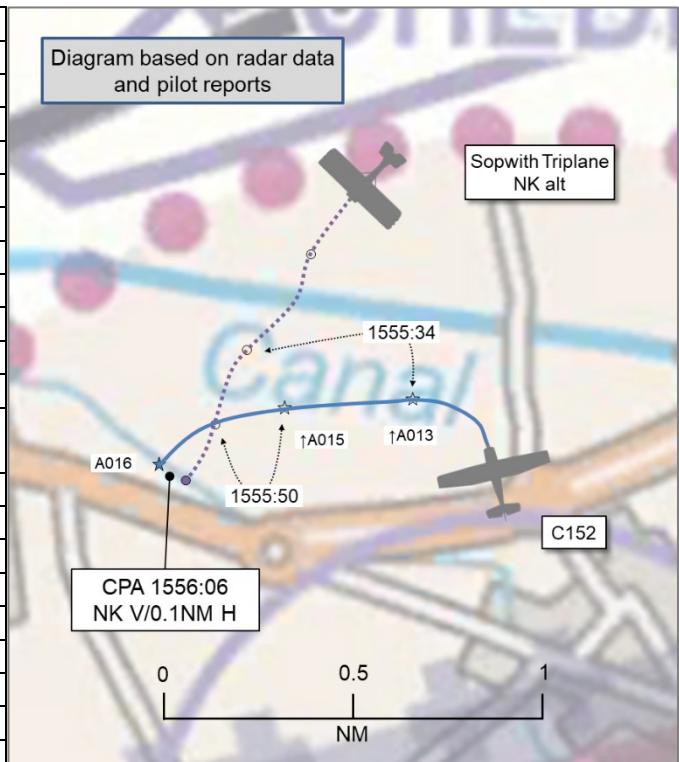 Diagram based on radar data
and pilot reports
Sopwith Triplane
NK alt
1555:34
Canal
A016
↑A015
↑A013
1555:50
C152
CPA 1556:06
NK V/0.1NM H
0
0.5
1
NM